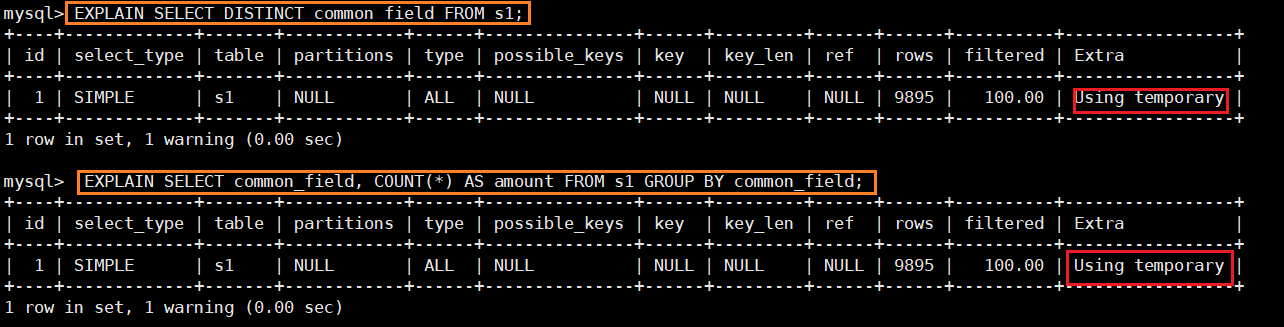 mysql> EXPLAIN SELECT DISTINCT common_field FROM s1;
+----+-------------+-------+------------+------+---------------+------+---------+------+------+----------+-----------------+
| id | select_type | table | partitions | type | possible_keys | key  | key_len | ref  | rows | filtered | Extra           |
+----+-------------+-------+------------+------+---------------+------+---------+------+------+----------+-----------------+
|  1 | SIMPLE      | s1    | NULL       | ALL  | NULL          | NULL | NULL    | NULL | 9895 |   100.00 | Using temporary |
+----+-------------+-------+------------+------+---------------+------+---------+------+------+----------+-----------------+
1 row in set, 1 warning (0.00 sec)
mysql> EXPLAIN SELECT common_field, COUNT(*) AS amount FROM s1 GROUP BY common_field;
+----+-------------+-------+------------+------+---------------+------+---------+------+------+----------+-----------------+
| id | select_type | table | partitions | type | possible_keys | key  | key_len | ref  | rows | filtered | Extra           |
+----+-------------+-------+------------+------+---------------+------+---------+------+------+----------+-----------------+
|  1 | SIMPLE      | s1    | NULL       | ALL  | NULL          | NULL | NULL    | NULL | 9895 |   100.00 | Using temporary |
+----+-------------+-------+------------+------+---------------+------+---------+------+------+----------+-----------------+
1 row in set, 1 warning (0.00 sec)